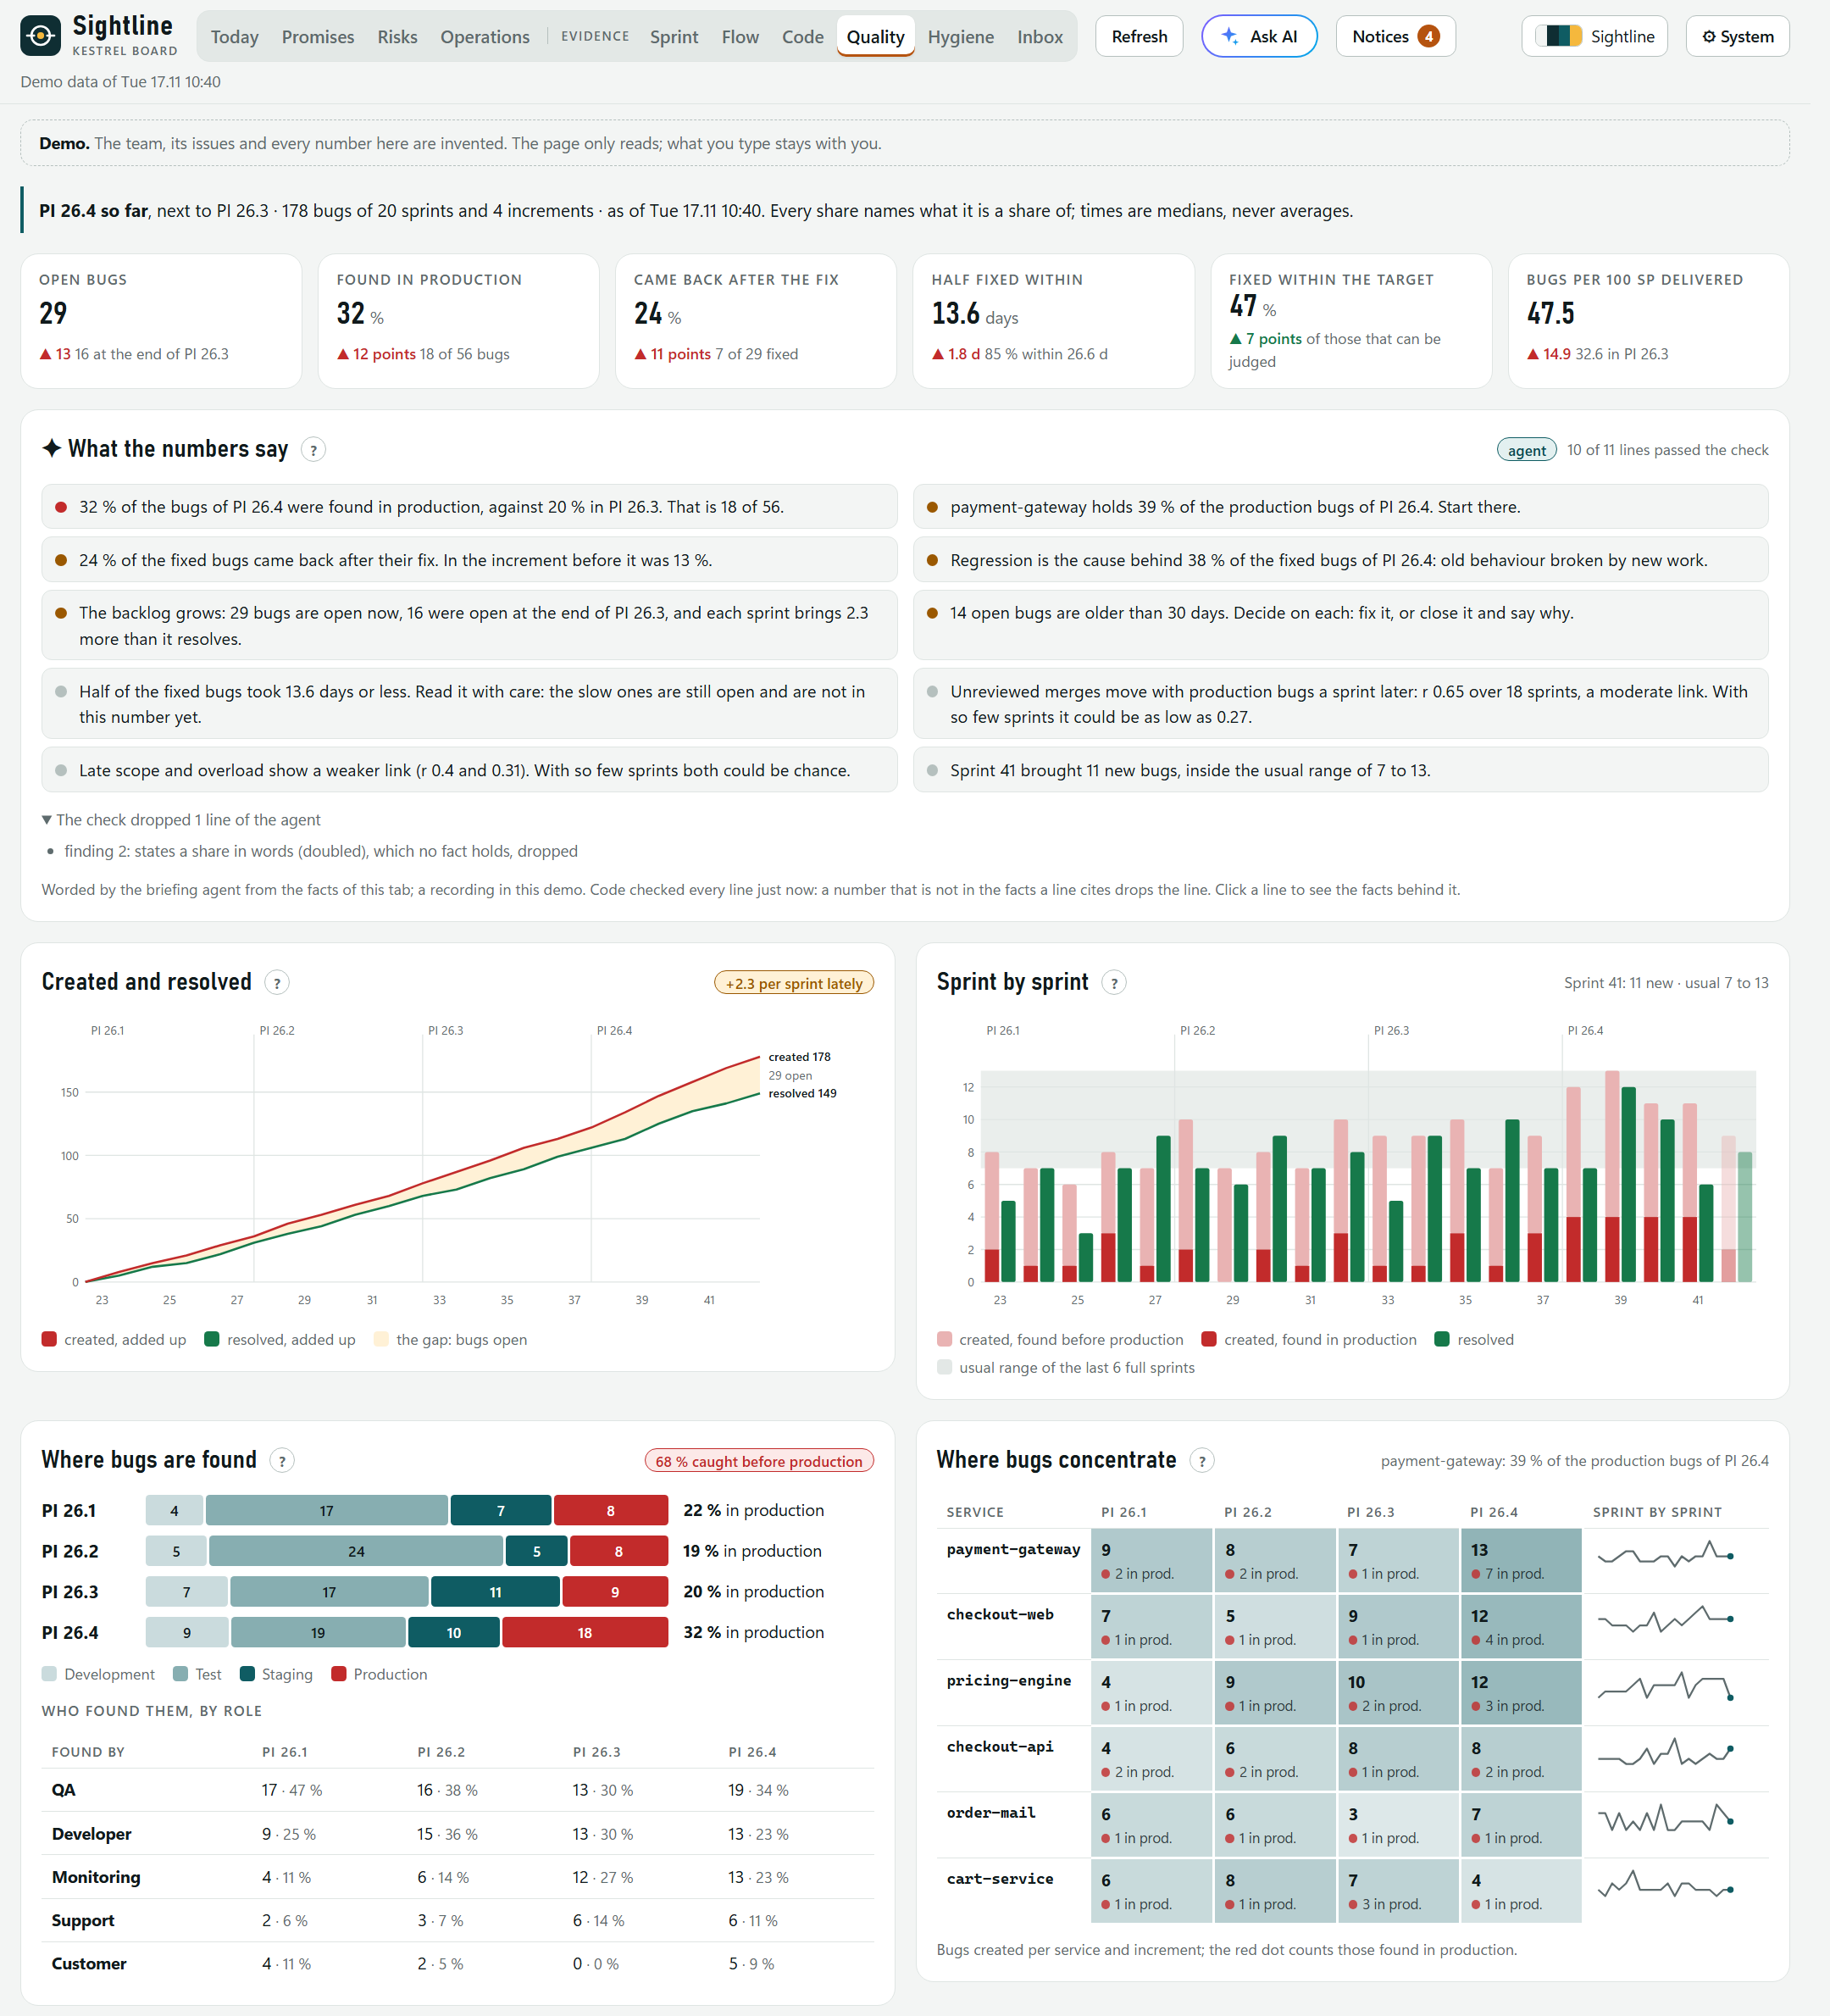 Sightline
KESTREL BOARD
Today Promises Risks Operations EVIDENCE Sprint Flow Code Quality Hygiene Inbox
Refresh
Ask AI
Notices 4
Sightline
⚙ System
Demo data of Tue 17.11 10:40
Demo. The team, its issues and every number here are invented. The page only reads; what you type stays with you.
PI 26.4 so far, next to PI 26.3 · 178 bugs of 20 sprints and 4 increments · as of Tue 17.11 10:40. Every share names what it is a share of; times are medians, never averages.
OPEN BUGS
29
▲ 13 16 at the end of PI 26.3
FOUND IN PRODUCTION
32 %
▲ 12 points 18 of 56 bugs
CAME BACK AFTER THE FIX
24 %
▲ 11 points 7 of 29 fixed
HALF FIXED WITHIN
13.6 days
▲ 1.8 d 85 % within 26.6 d
FIXED WITHIN THE TARGET
47 %
▲ 7 points of those that can be
judged
BUGS PER 100 SP DELIVERED
47.5
▲ 14.9 32.6 in PI 26.3
✦ What the numbers say ?
agent 10 of 11 lines passed the check
32 % of the bugs of PI 26.4 were found in production, against 20 % in PI 26.3. That is 18 of 56.
payment-gateway holds 39 % of the production bugs of PI 26.4. Start there.
24 % of the fixed bugs came back after their fix. In the increment before it was 13 %.
Regression is the cause behind 38 % of the fixed bugs of PI 26.4: old behaviour broken by new work.
The backlog grows: 29 bugs are open now, 16 were open at the end of PI 26.3, and each sprint brings 2.3
more than it resolves.
14 open bugs are older than 30 days. Decide on each: fix it, or close it and say why.
Half of the fixed bugs took 13.6 days or less. Read it with care: the slow ones are still open and are not in
this number yet.
Unreviewed merges move with production bugs a sprint later: r 0.65 over 18 sprints, a moderate link. With
so few sprints it could be as low as 0.27.
Late scope and overload show a weaker link (r 0.4 and 0.31). With so few sprints both could be chance.
Sprint 41 brought 11 new bugs, inside the usual range of 7 to 13.
▼ The check dropped 1 line of the agent
• finding 2: states a share in words (doubled), which no fact holds, dropped
Worded by the briefing agent from the facts of this tab; a recording in this demo. Code checked every line just now: a number that is not in the facts a line cites drops the line. Click a line to see the facts behind it.
Created and resolved ?
+2.3 per sprint lately
PI 26.1 PI 26.2 PI 26.3 PI 26.4
created 178
29 open
resolved 149
150
100
50
0
23 25 27 29 31 33 35 37 39 41
created, added up resolved, added up the gap: bugs open
Sprint by sprint ?
Sprint 41: 11 new · usual 7 to 13
PI 26.1 PI 26.2 PI 26.3 PI 26.4
12
10
8
6
4
2
0
23 25 27 29 31 33 35 37 39 41
created, found before production created, found in production resolved
usual range of the last 6 full sprints
Where bugs are found ?
68 % caught before production
PI 26.1 4 17 7 8 22 % in production
PI 26.2 5 24 5 8 19 % in production
PI 26.3 7 17 11 9 20 % in production
PI 26.4 9 19 10 18 32 % in production
Development Test Staging Production
WHO FOUND THEM, BY ROLE
FOUND BY PI 26.1 PI 26.2 PI 26.3 PI 26.4
QA 17 · 47 % 16 · 38 % 13 · 30 % 19 · 34 %
Developer 9 · 25 % 15 · 36 % 13 · 30 % 13 · 23 %
Monitoring 4 · 11 % 6 · 14 % 12 · 27 % 13 · 23 %
Support 2 · 6 % 3 · 7 % 6 · 14 % 6 · 11 %
Customer 4 · 11 % 2 · 5 % 0 · 0 % 5 · 9 %
Where bugs concentrate ?
payment-gateway: 39 % of the production bugs of PI 26.4
SERVICE PI 26.1 PI 26.2 PI 26.3 PI 26.4 SPRINT BY SPRINT
payment-gateway 9 8 7 13
2 in prod. 2 in prod. 1 in prod. 7 in prod.
checkout-web 7 5 9 12
1 in prod. 1 in prod. 1 in prod. 4 in prod.
pricing-engine 4 9 10 12
1 in prod. 1 in prod. 2 in prod. 3 in prod.
checkout-api 4 6 8 8
2 in prod. 2 in prod. 1 in prod. 2 in prod.
order-mail 6 6 3 7
1 in prod. 1 in prod. 1 in prod. 1 in prod.
cart-service 6 8 7 4
1 in prod. 1 in prod. 3 in prod. 1 in prod.
Bugs created per service and increment; the red dot counts those found in production.